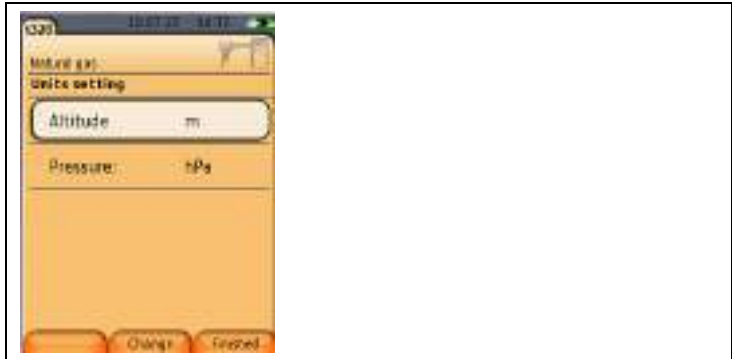 Natural gas
Units setting
Altitude m
Pressure: hPa
Change Finished